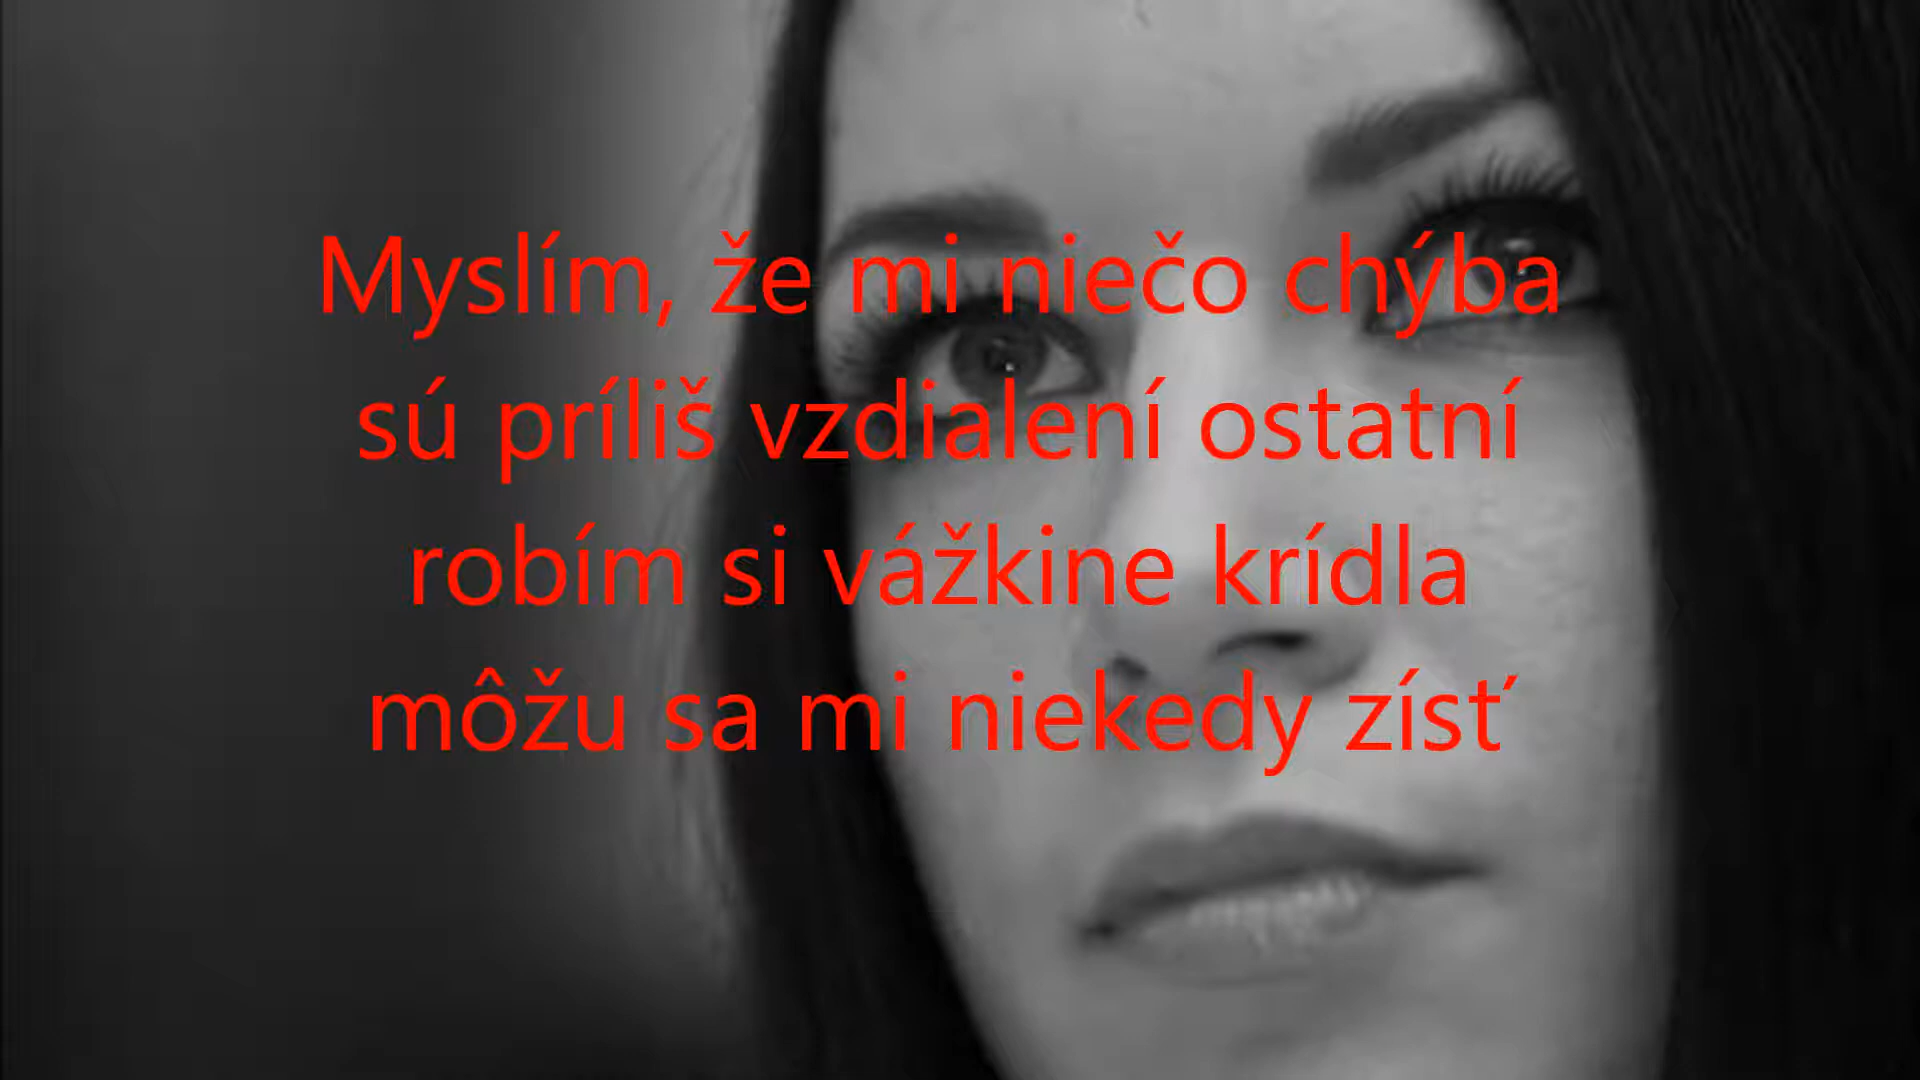 Myslím, že mi niečo chýba
sú príliš vzdialení ostatní
robím si vážkine krídla
môžu sa mi niekedy zísť